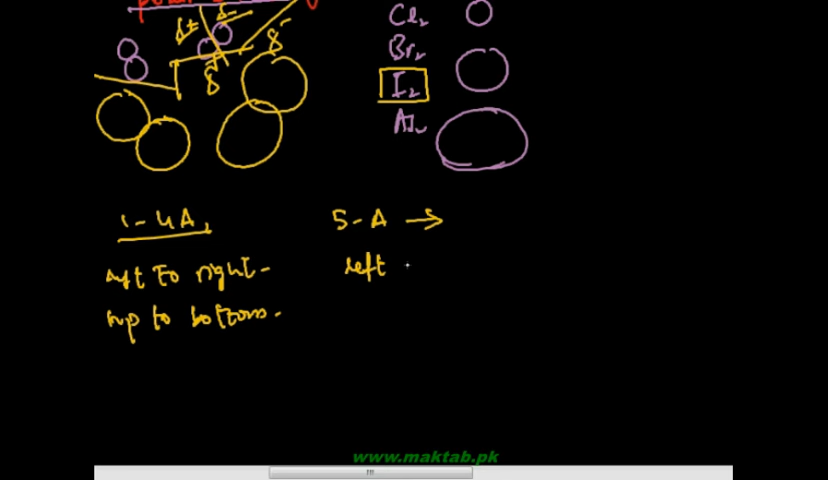 δ+ δ-
δ-
δ
Cl₂
Br₂
I₂
At₂
1-4A,
left to right-
up to bottom-
5-A →
left
www.maktab.pk